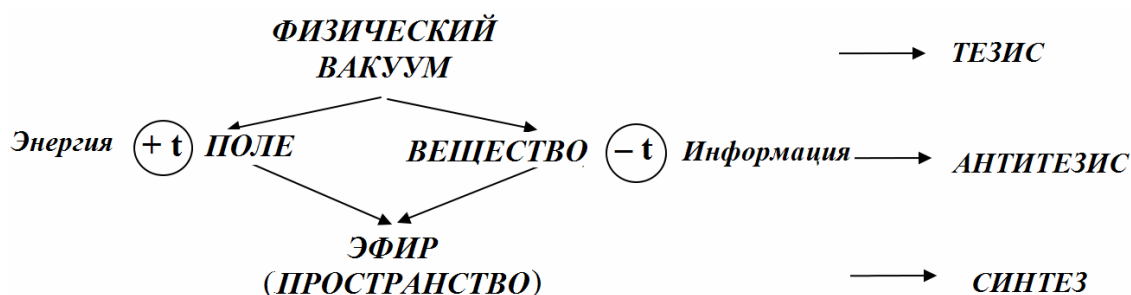 ФИЗИЧЕСКИЙ
ВАКУУМ
ТЕЗИС
Энергия + t ПОЛЕ ВЕЩЕСТВО – t Информация АНТИТЕЗИС
ЭФИР
(ПРОСТРАНСТВО)
СИНТЕЗ